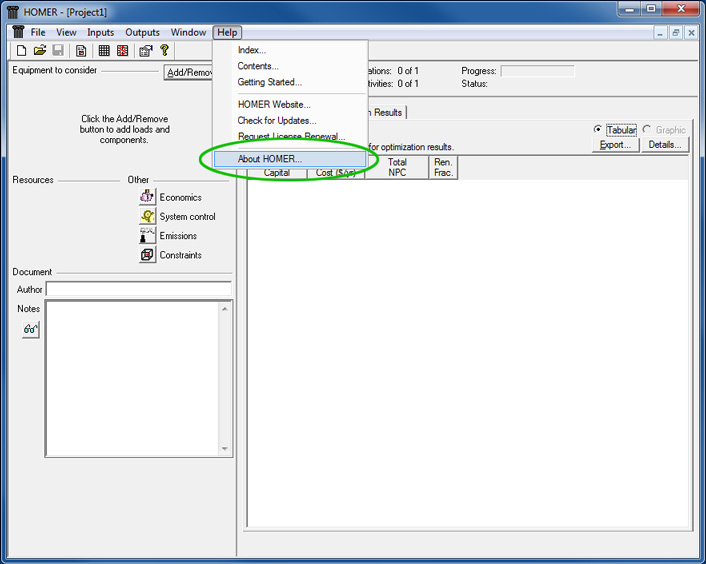 HOMER - [Project1]
File View Inputs Outputs Window Help
Index...
Contents...
Getting Started...
HOMER Website...
Check for Updates...
Request License Renewal...
About HOMER...
Equipment to consider
Add/Remov
Click the Add/Remove
button to add loads and
components.
Resources
Other
Economics
System control
Emissions
Constraints
Document
Author
Notes
ations: 0 of 1
Progress:
tivities: 0 of 1
Status:
n Results
Tabular
Graphic
for optimization results.
Export...
Details...
Capital
Cost ($/yr)
Total
NPC
Ren.
Frac.